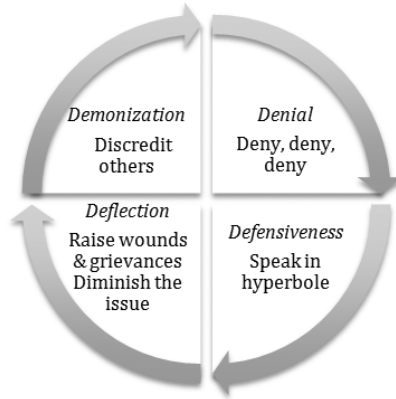 Demonization
Discredit
others
Denial
Deny, deny,
deny
Deflection
Raise wounds
& grievances
Diminish the
issue
Defensiveness
Speak in
hyperbole